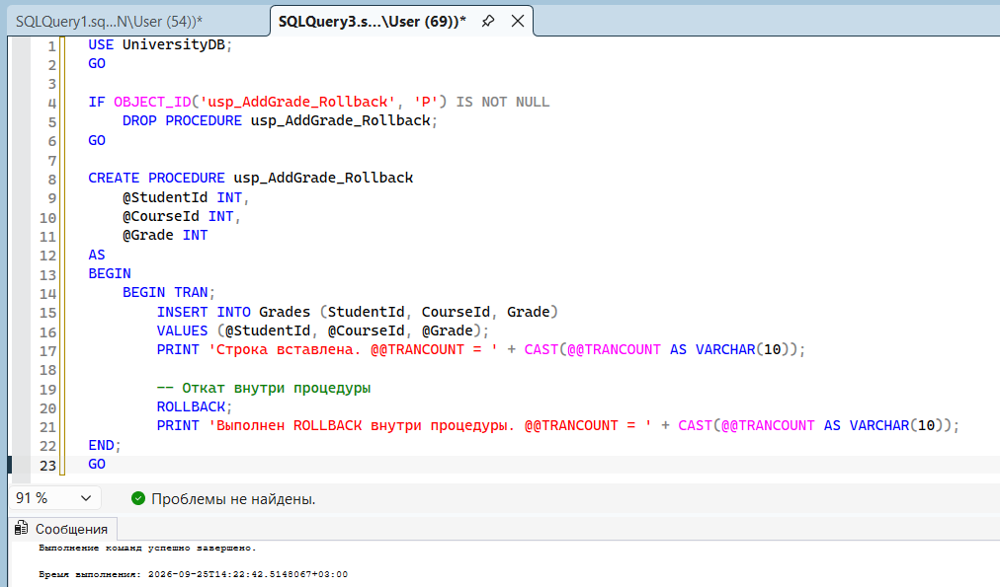 SQLQuery1.sq...N\User (54))*
SQLQuery3.s...\User (69))*
1 USE UniversityDB;
2 GO
3
4 IF OBJECT_ID('usp_AddGrade_Rollback', 'P') IS NOT NULL
5 DROP PROCEDURE usp_AddGrade_Rollback;
6 GO
7
8 CREATE PROCEDURE usp_AddGrade_Rollback
9 @StudentId INT,
10 @CourseId INT,
11 @Grade INT
12 AS
13 BEGIN
14 BEGIN TRAN;
15 INSERT INTO Grades (StudentId, CourseId, Grade)
16 VALUES (@StudentId, @CourseId, @Grade);
17 PRINT 'Строка вставлена. @@TRANCOUNT = ' + CAST(@@TRANCOUNT AS VARCHAR(10));
18
19 -- Откат внутри процедуры
20 ROLLBACK;
21 PRINT 'Выполнен ROLLBACK внутри процедуры. @@TRANCOUNT = ' + CAST(@@TRANCOUNT AS VARCHAR(10));
22 END;
23 GO
91 %
Проблемы не найдены.
Сообщения
Выполнение команд успешно завершено.
Время выполнения: 2026-09-25T14:22:42.5148067+03:00